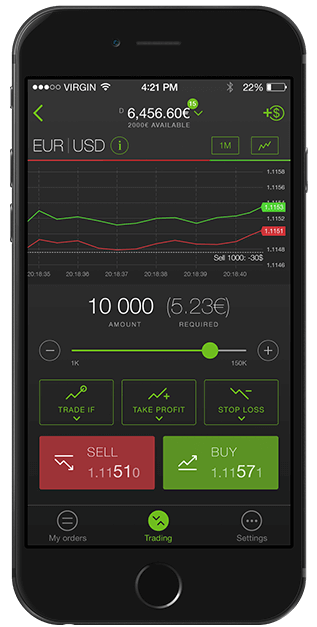 VIRGIN 4:21 PM 22%
D 6,456.60€ 15
+$
2000€ AVAILABLE
EUR USD i 1M
1.1158
1.1156
1.1153
1.1152
1.1151
1.1148
Sell 1000: -30$
1.1146
20:18:35 20:18:36 20:18:37 20:18:38 20:18:39 20:18:40
10 000 (5.23€)
AMOUNT REQUIRED
1K 150K
TRADE IF TAKE PROFIT STOP LOSS
SELL BUY
1.11510 1.11571
My orders Trading Settings